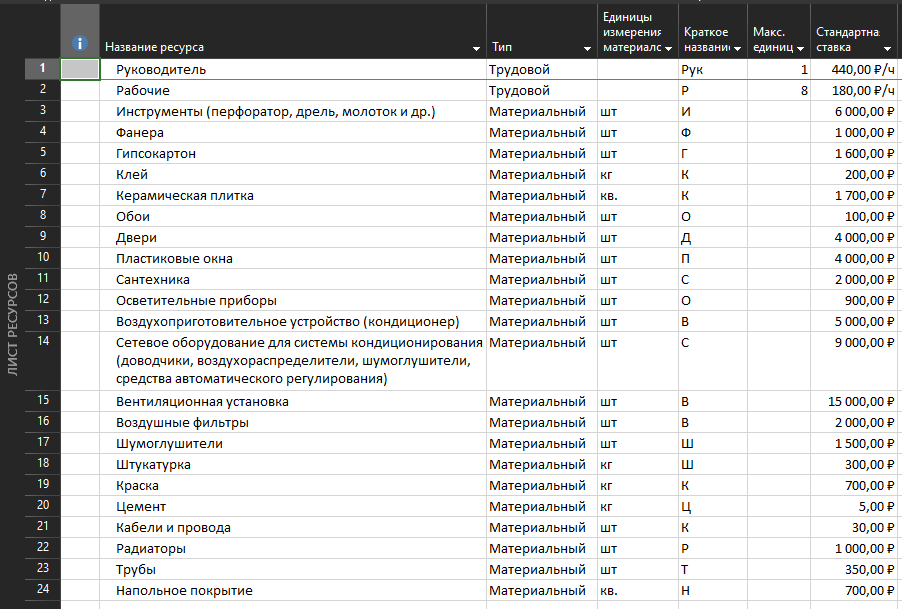 Название ресурса Тип Единицы измерения материалс Краткое названи Макс. единиц Стандартна ставка
1 Руководитель Трудовой Рук 1 440,00 ₽/ч
2 Рабочие Трудовой Р 8 180,00 ₽/ч
3 Инструменты (перфоратор, дрель, молоток и др.) Материальный шт И 6 000,00 ₽
4 Фанера Материальный шт Ф 1 000,00 ₽
5 Гипсокартон Материальный шт Г 1 600,00 ₽
6 Клей Материальный кг К 200,00 ₽
7 Керамическая плитка Материальный кв. К 1 700,00 ₽
8 Обои Материальный шт О 100,00 ₽
9 Двери Материальный шт Д 4 000,00 ₽
10 Пластиковые окна Материальный шт П 4 000,00 ₽
11 Сантехника Материальный шт С 2 000,00 ₽
12 Осветительные приборы Материальный шт О 900,00 ₽
13 Воздухоприготовительное устройство (кондиционер) Материальный шт В 5 000,00 ₽
14 Сетевое оборудование для системы кондиционирования Материальный шт С 9 000,00 ₽
(доводчики, воздухораспределители, шумоглушители,
средства автоматического регулирования)
15 Вентиляционная установка Материальный шт В 15 000,00 ₽
16 Воздушные фильтры Материальный шт В 2 000,00 ₽
17 Шумоглушители Материальный шт Ш 1 500,00 ₽
18 Штукатурка Материальный кг Ш 300,00 ₽
19 Краска Материальный кг К 700,00 ₽
20 Цемент Материальный кг Ц 5,00 ₽
21 Кабели и провода Материальный шт К 30,00 ₽
22 Радиаторы Материальный шт Р 1 000,00 ₽
23 Трубы Материальный шт Т 350,00 ₽
24 Напольное покрытие Материальный кв. Н 700,00 ₽
ЛИСТ РЕСУРСОВ